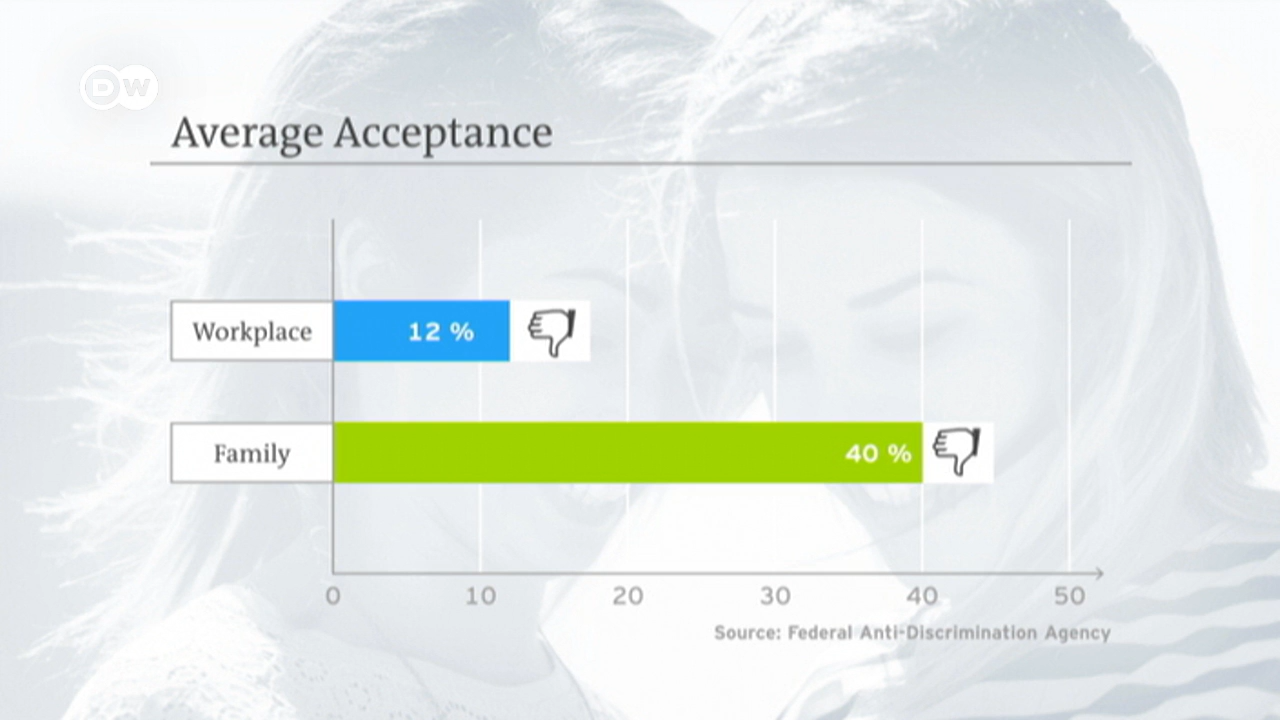 DW
Average Acceptance
Workplace
12 %
Family
40 %
0 10 20 30 40 50
Source: Federal Anti-Discrimination Agency